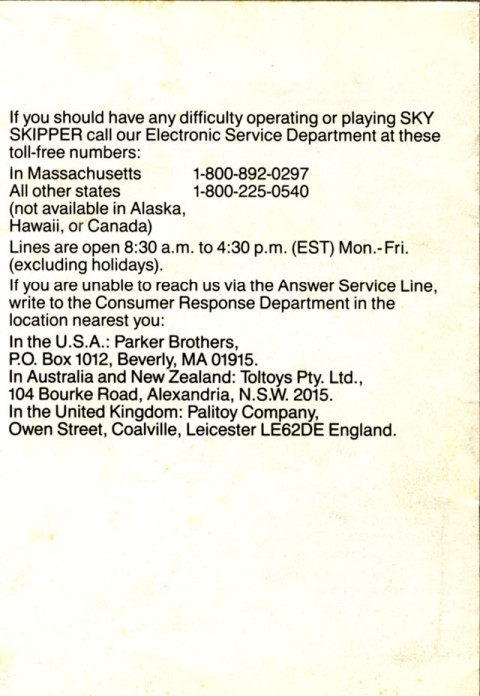 If you should have any difficulty operating or playing SKY
SKIPPER call our Electronic Service Department at these
toll-free numbers:
In Massachusetts 1-800-892-0297
All other states 1-800-225-0540
(not available in Alaska,
Hawaii, or Canada)
Lines are open 8:30 a.m. to 4:30 p.m. (EST) Mon.-Fri.
(excluding holidays).
If you are unable to reach us via the Answer Service Line,
write to the Consumer Response Department in the
location nearest you:
In the U.S.A.: Parker Brothers,
P.O. Box 1012, Beverly, MA 01915.
In Australia and New Zealand: Toltoys Pty. Ltd.,
104 Bourke Road, Alexandria, N.S.W. 2015.
In the United Kingdom: Palitoy Company,
Owen Street, Coalville, Leicester LE62DE England.